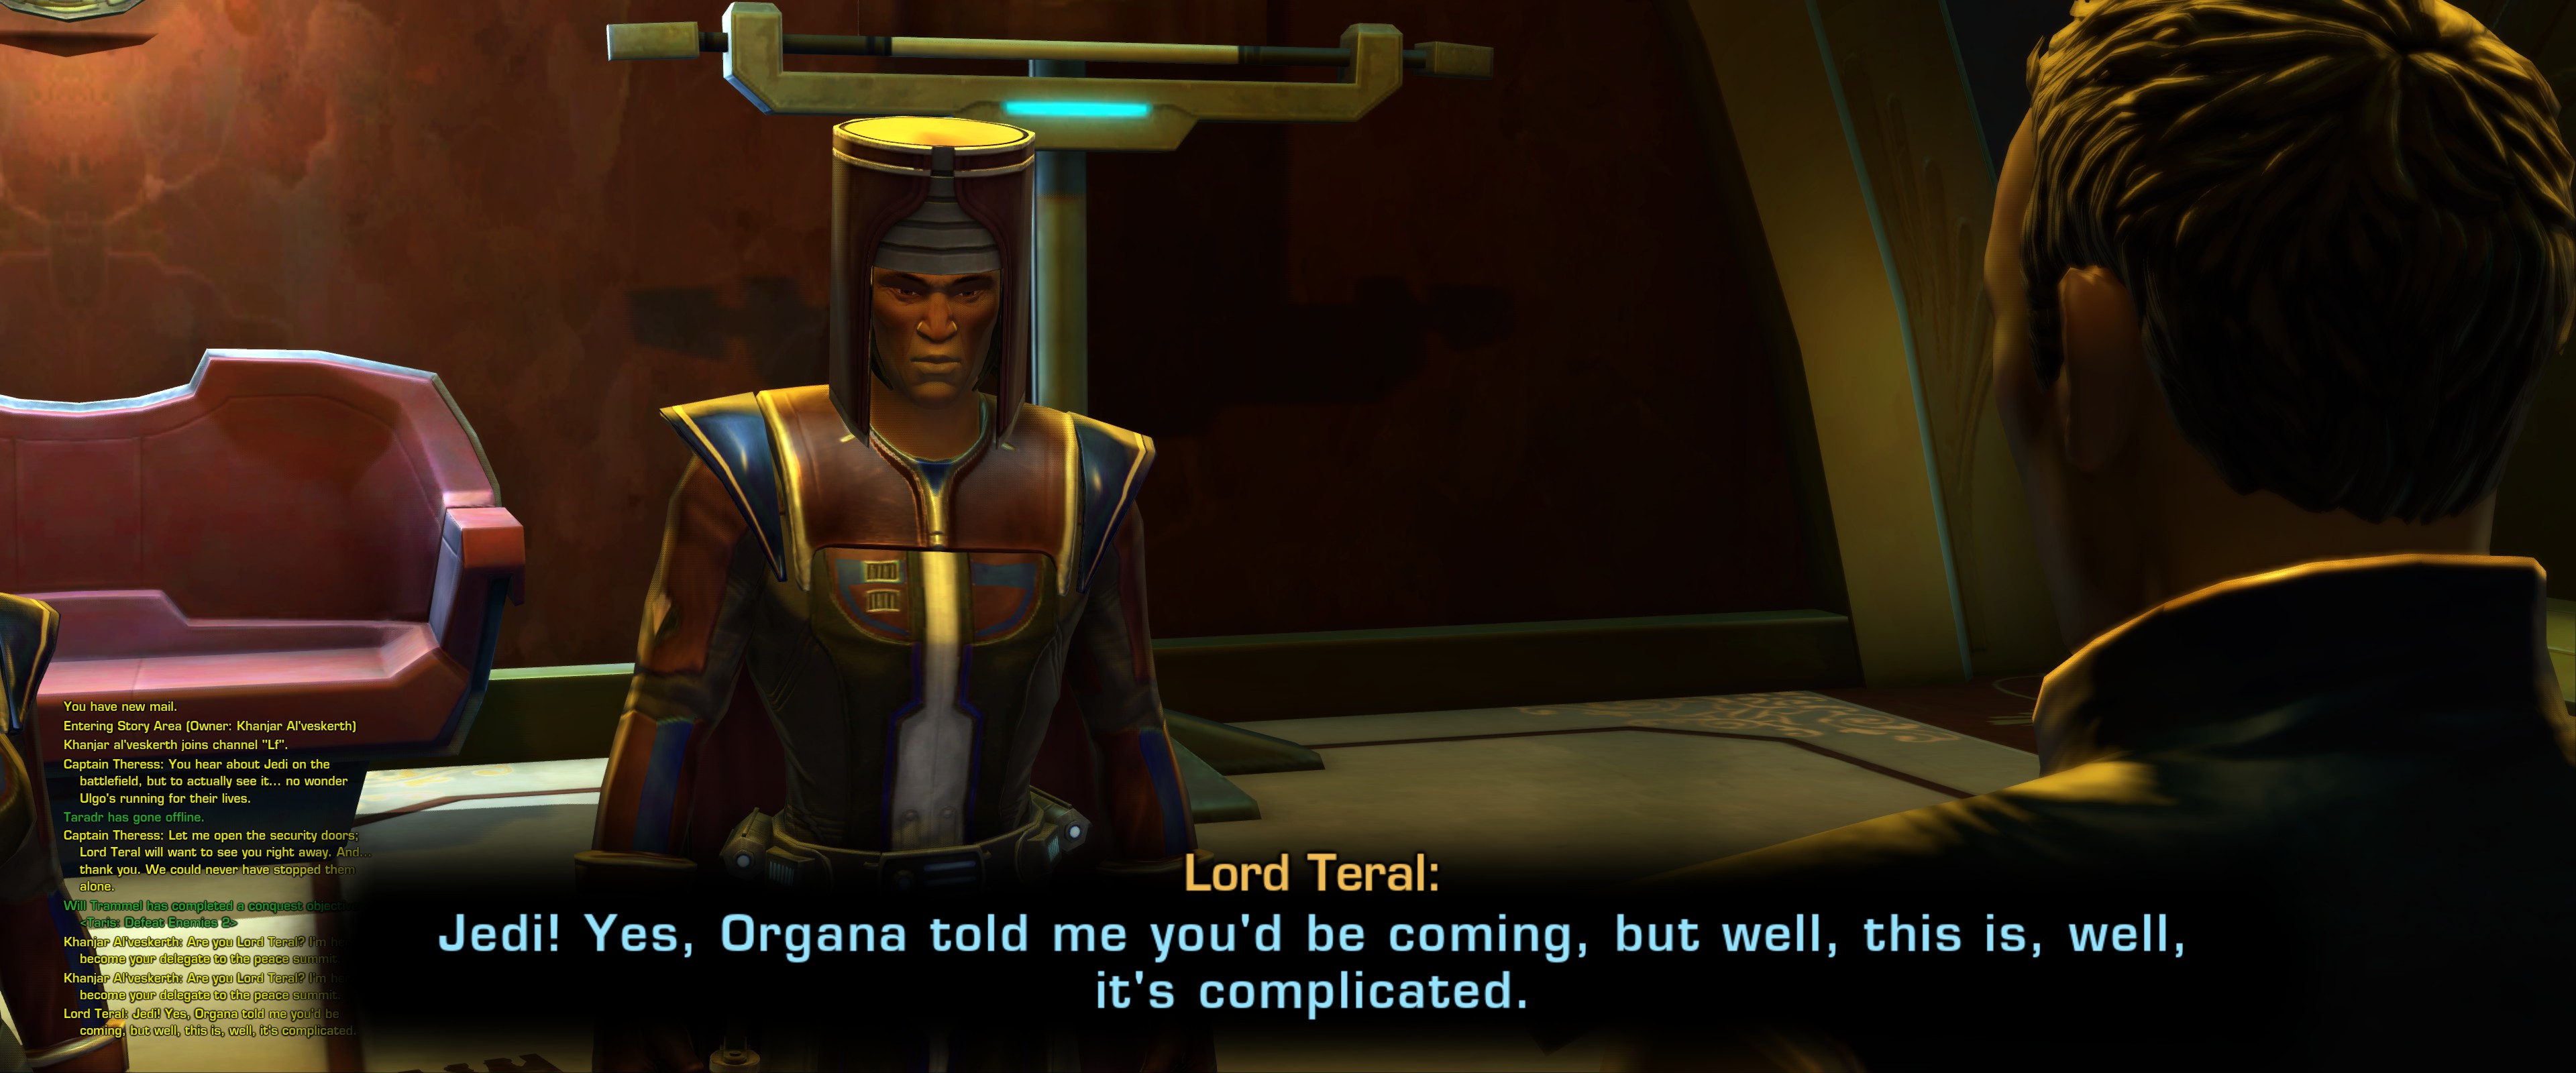 You have new mail.
Entering Story Area (Owner: Khanjar Al'veskerth)
Khanjar al'veskerth joins channel "Lf".
Captain Theress: You hear about Jedi on the
battlefield, but to actually see it... no wonder
Ulgo's running for their lives.
Taradr has gone offline.
Captain Theress: Let me open the security doors;
Lord Teral will want to see you right away. And...
thank you. We could never have stopped them
alone.
Will Trammel has completed a conquest
<Taris: Defeat Enemies 2>
Khanjar Al'veskerth: Are you Lord Teral? I'm
become your delegate to the peace summit.
Khanjar Al'veskerth: Are you Lord Teral? I'm
become your delegate to the peace summit.
Lord Teral: Jedi! Yes, Organa told me you'd be
coming, but well, this is, well, it's complicated.
Lord Teral:
Jedi! Yes, Organa told me you'd be coming, but well, this is, well,
it's complicated.